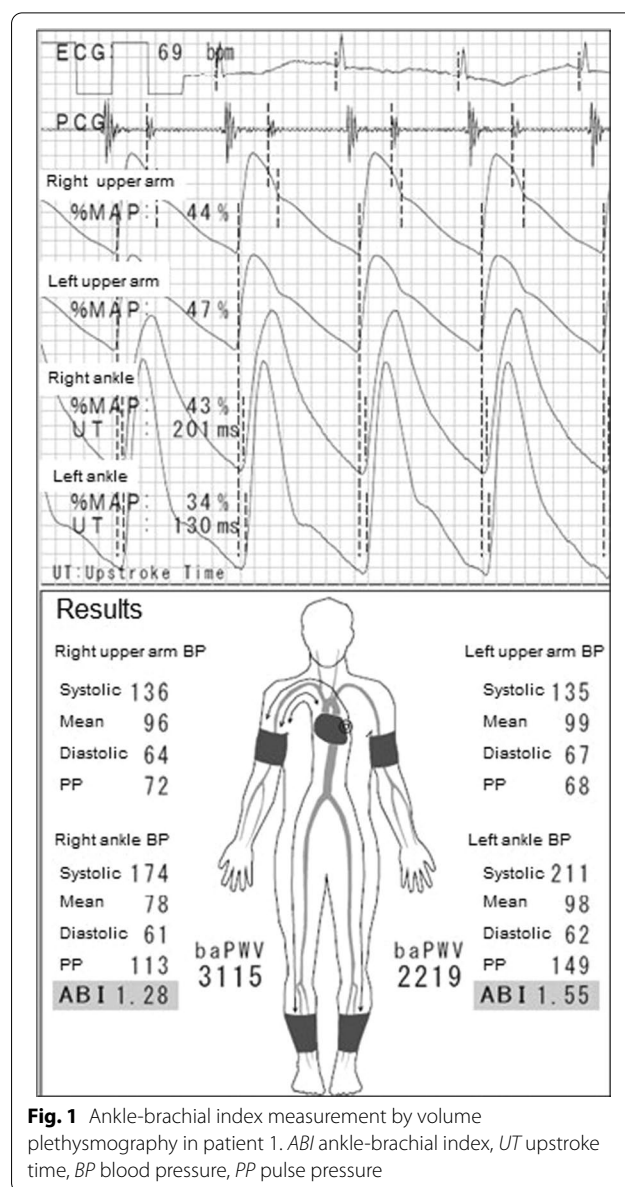 ECG: 69 bpm
PCG
Right upper arm
%MAP: 44%
Left upper arm
%MAP: 47%
Right ankle
%MAP: 43%
UT : 201ms
Left ankle
%MAP: 34%
UT : 130ms
UT:Upstroke Time
Results
Right upper arm BP
Systolic 136
Mean 96
Diastolic 64
PP 72
Left upper arm BP
Systolic 135
Mean 99
Diastolic 67
PP 68
Right ankle BP
Systolic 174
Mean 78
Diastolic 61
PP 113
ABI 1.28
baPWV
3115
baPWV
2219
Left ankle BP
Systolic 211
Mean 98
Diastolic 62
PP 149
ABI 1.55
Fig. 1 Ankle-brachial index measurement by volume
plethysmography in patient 1. ABI ankle-brachial index, UT upstroke
time, BP blood pressure, PP pulse pressure